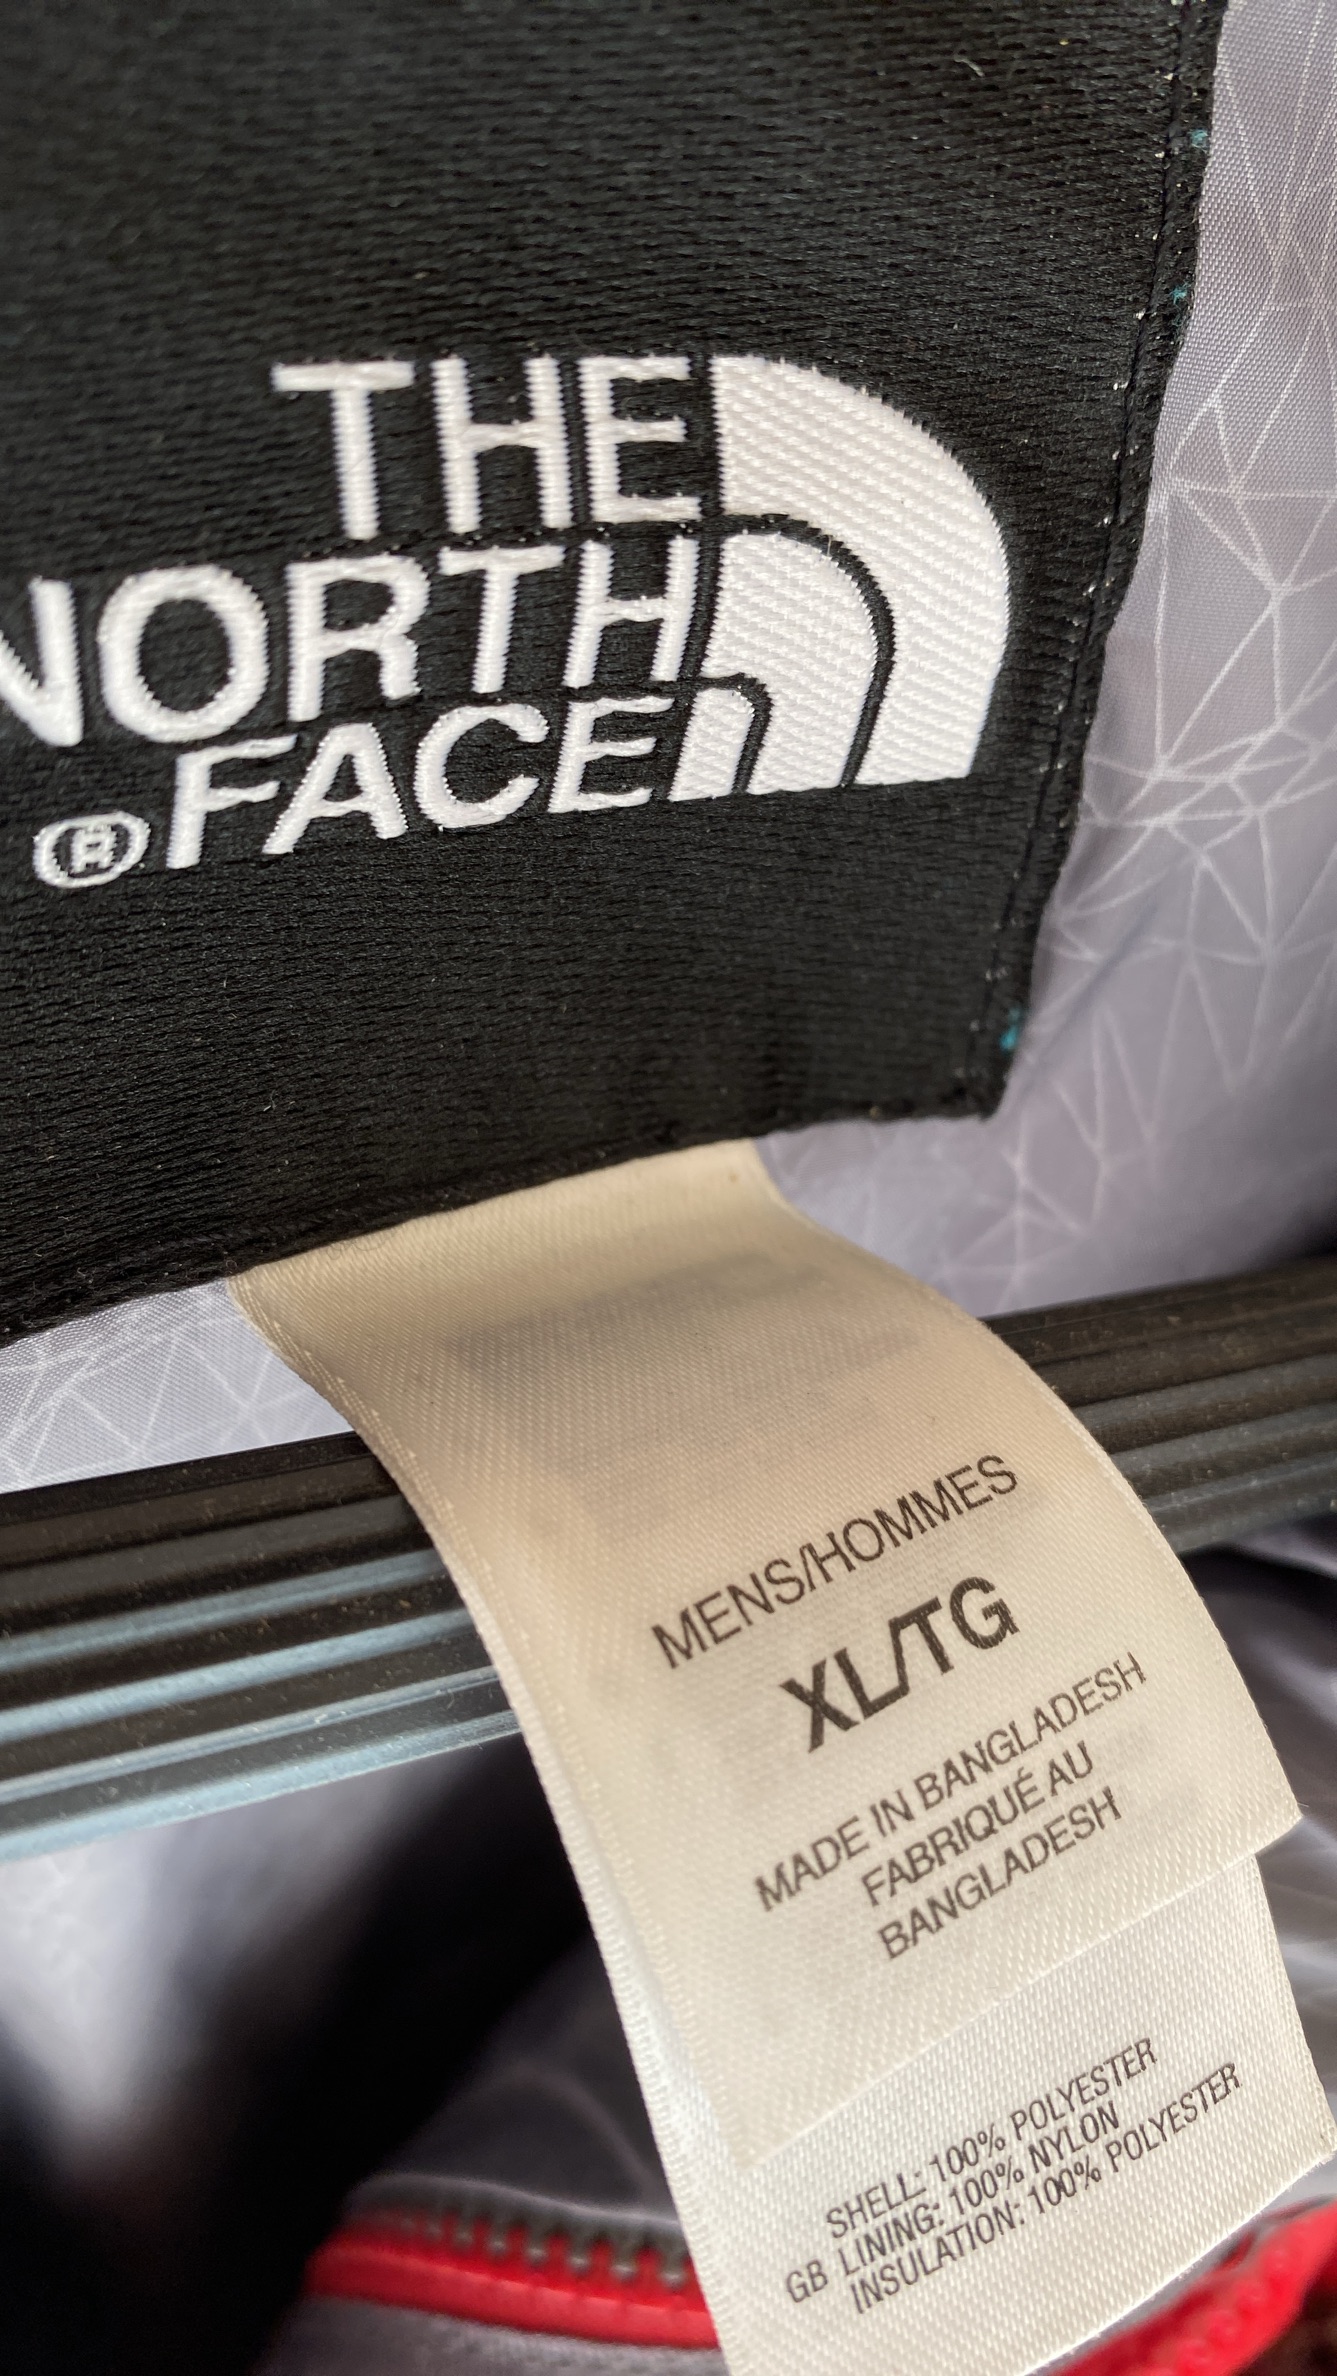 THE
NORTH
® FACE
MENS/HOMMES
XL/TG
MADE IN BANGLADESH
FABRIQUÉ AU
BANGLADESH
SHELL: 100% POLYESTER
GB LINING: 100% NYLON
INSULATION: 100% POLYESTER